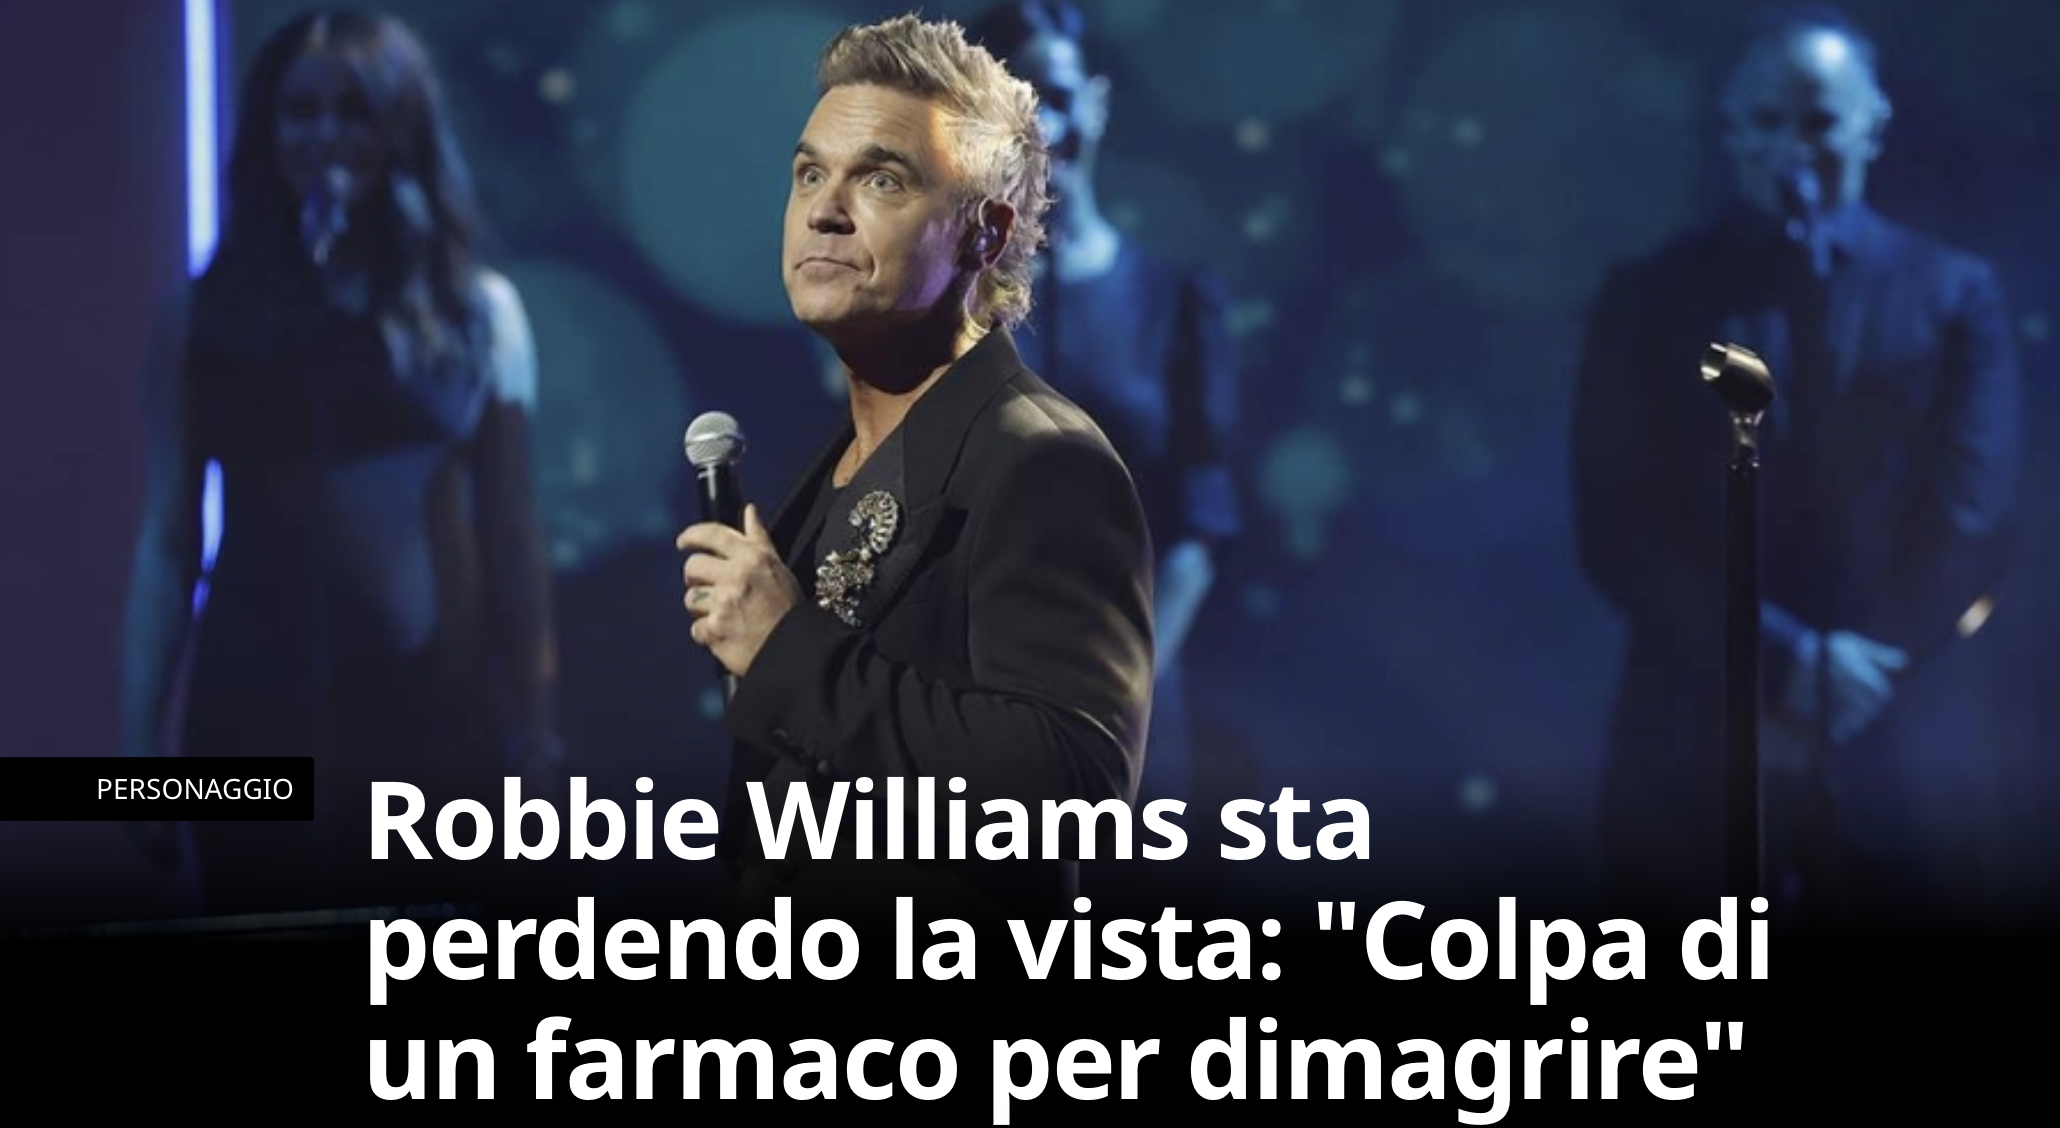 PERSONAGGIO
Robbie Williams sta
perdendo la vista: "Colpa di
un farmaco per dimagrire"